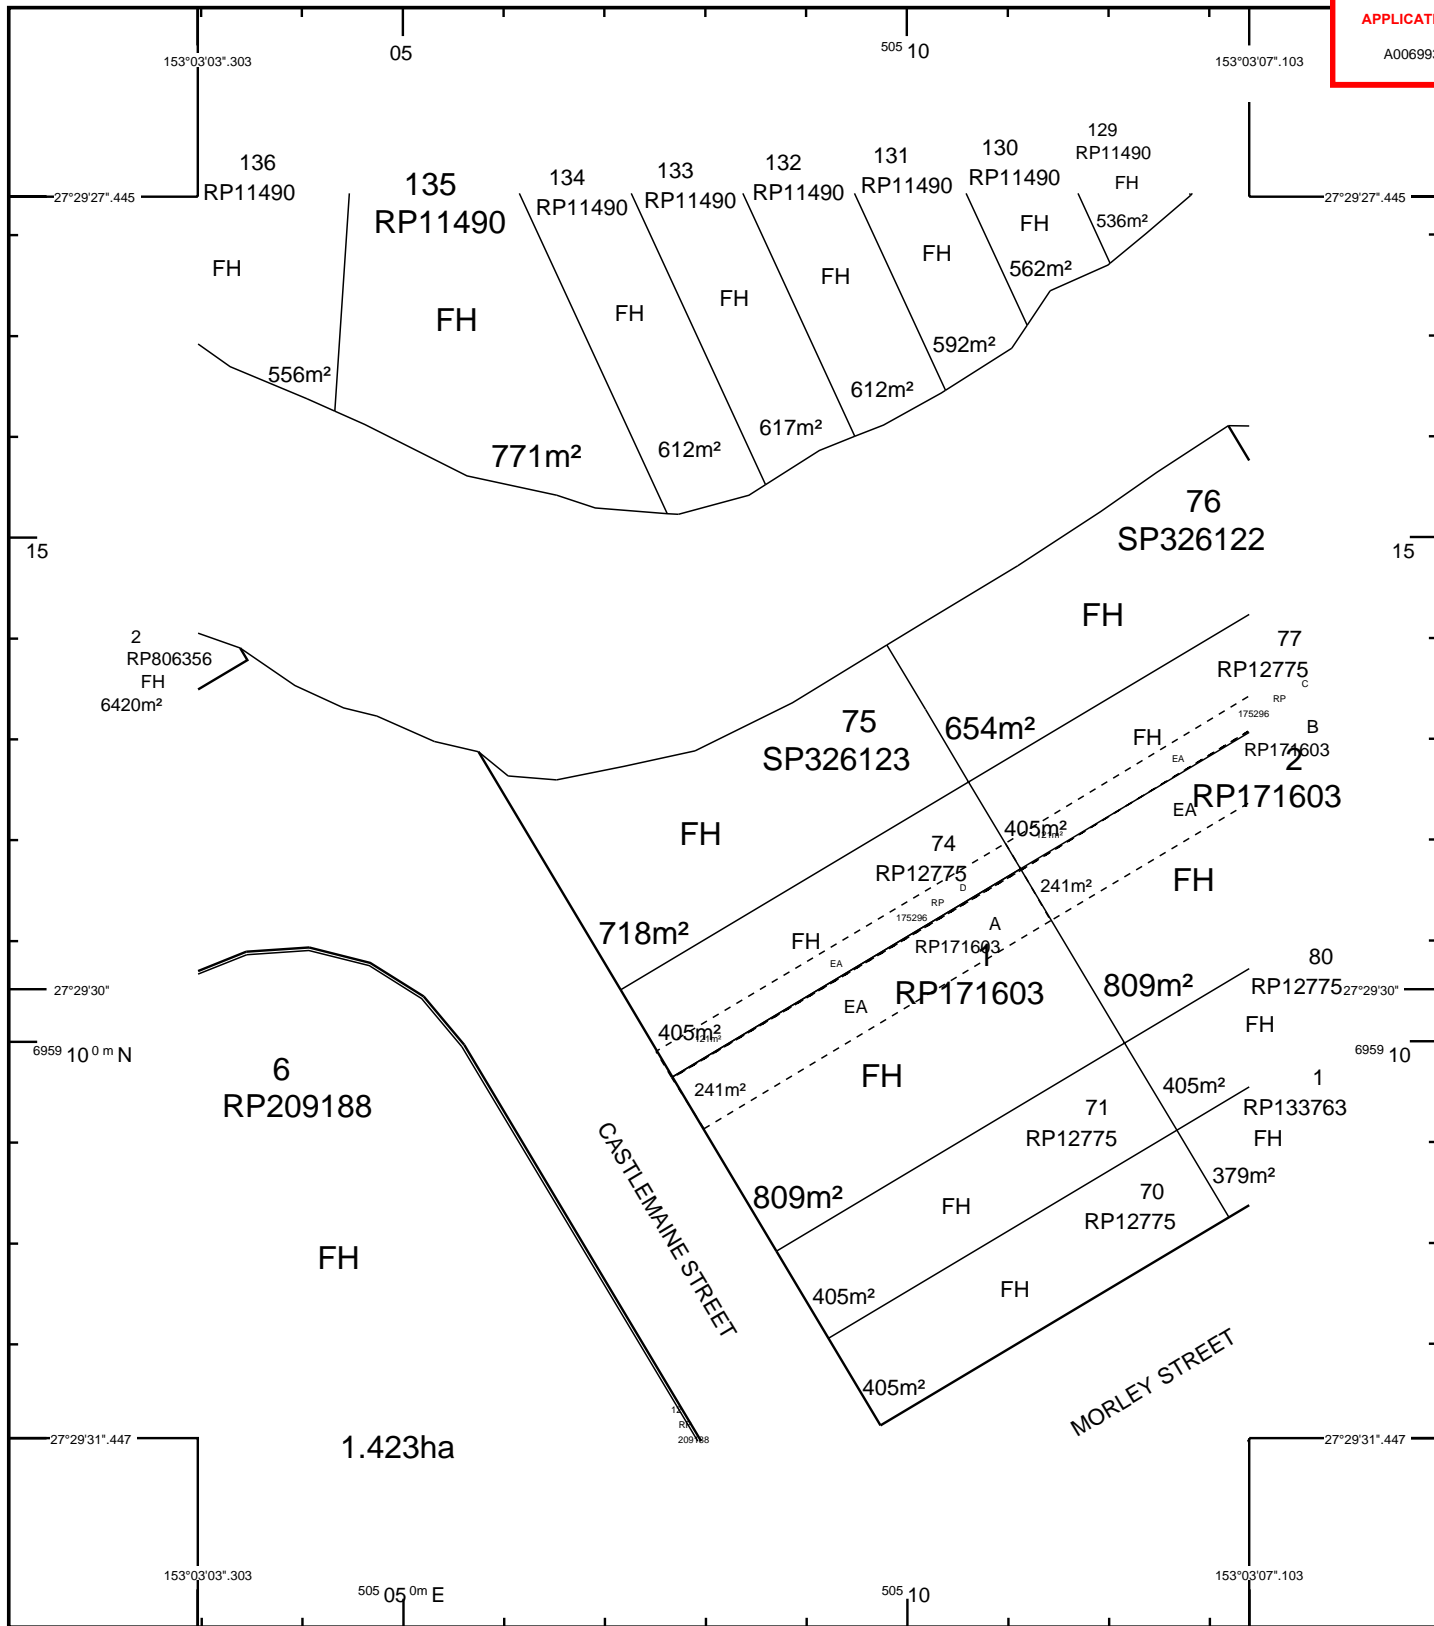 APPLICATI
A00699
05
505 10
153°03'03".303
153°03'07".103
136
RP11490
FH
556m²
135
RP11490
FH
771m²
134
RP11490
FH
612m²
133
RP11490
FH
617m²
132
RP11490
FH
612m²
131
RP11490
FH
592m²
130
RP11490
FH
562m²
129
RP11490
FH
536m²
27°29'27".445
27°29'27".445
15
15
76
SP326122
FH
654m²
2
RP806356
FH
6420m²
75
SP326123
FH
718m²
77
RP12775
FH
405m²
C
RP
175296
EA
121m²
B
RP171603
EA
241m²
2
RP171603
FH
809m²
74
RP12775
FH
405m²
D
RP
175296
EA
121m²
A
RP171603
EA
241m²
1
RP171603
FH
809m²
80
RP12775
FH
405m²
27°29'30"
27°29'30"
6959 10 0 m N
6959 10
6
RP209188
FH
1.423ha
1
RP133763
FH
379m²
71
RP12775
FH
405m²
70
RP12775
FH
405m²
CASTLEMAINE STREET
MORLEY STREET
12
RP
209188
27°29'31".447
27°29'31".447
153°03'03".303
153°03'07".103
505 05 0m E
505 10